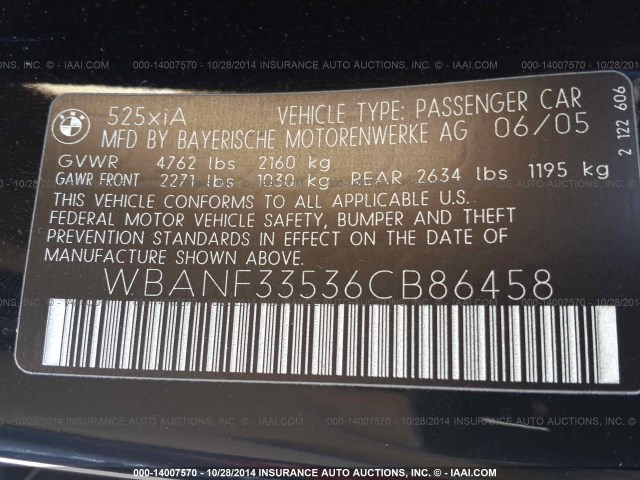 000-14007570 - 10/28/2014 INSURANCE AUTO AUCTIONS, INC. - © - IAAI.COM
BMW
525xiA VEHICLE TYPE: PASSENGER CAR
MFD BY BAYERISCHE MOTORENWERKE AG 06/05
GVWR 4762 lbs 2160 kg
GAWR FRONT 2271 lbs 1030 kg REAR 2634 lbs 1195 kg
THIS VEHICLE CONFORMS TO ALL APPLICABLE U.S.
FEDERAL MOTOR VEHICLE SAFETY, BUMPER AND THEFT
PREVENTION STANDARDS IN EFFECT ON THE DATE OF
MANUFACTURE SHOWN ABOVE.
WBANF33536CB86458
2 122 606
000-14007570 - 10/28/2014 INSURANCE AUTO AUCTIONS, INC. - © - IAAI.COM